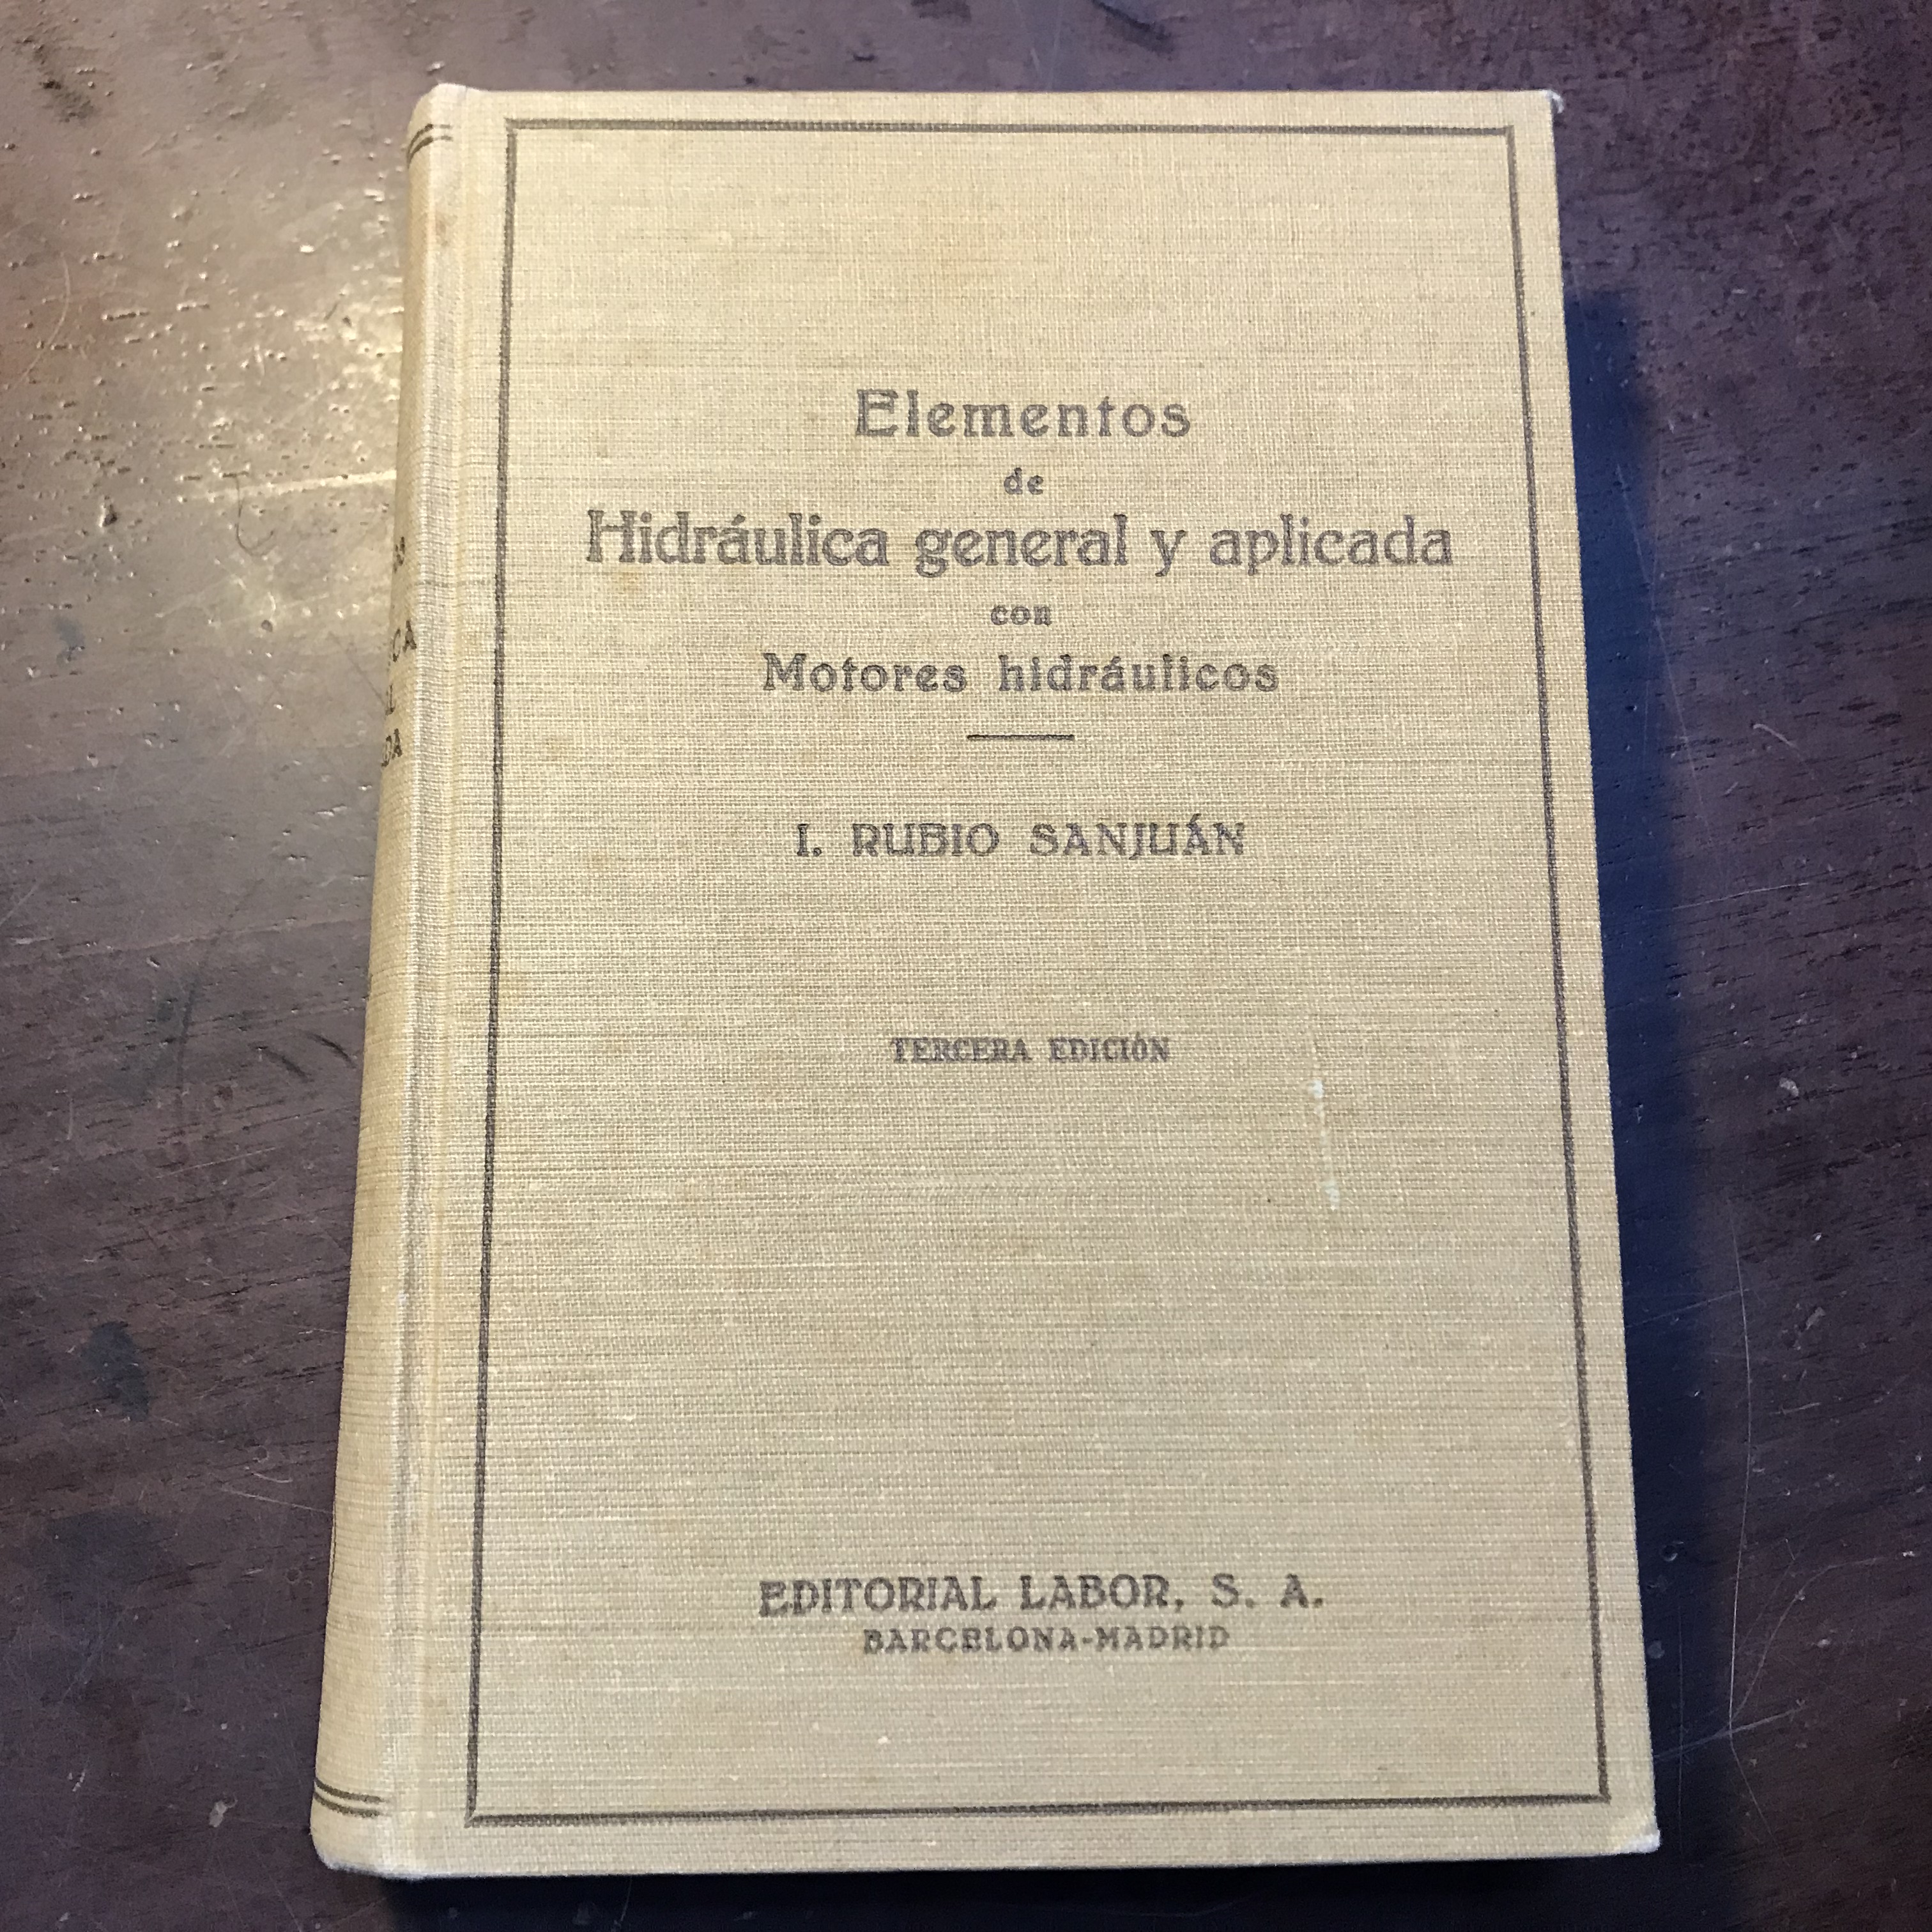 Elementos
de
Hidráulica general y aplicada
con
Motores hidráulicos
I. RUBIO SANJUÁN
TERCERA EDICIÓN
EDITORIAL LABOR, S. A.
BARCELONA-MADRID